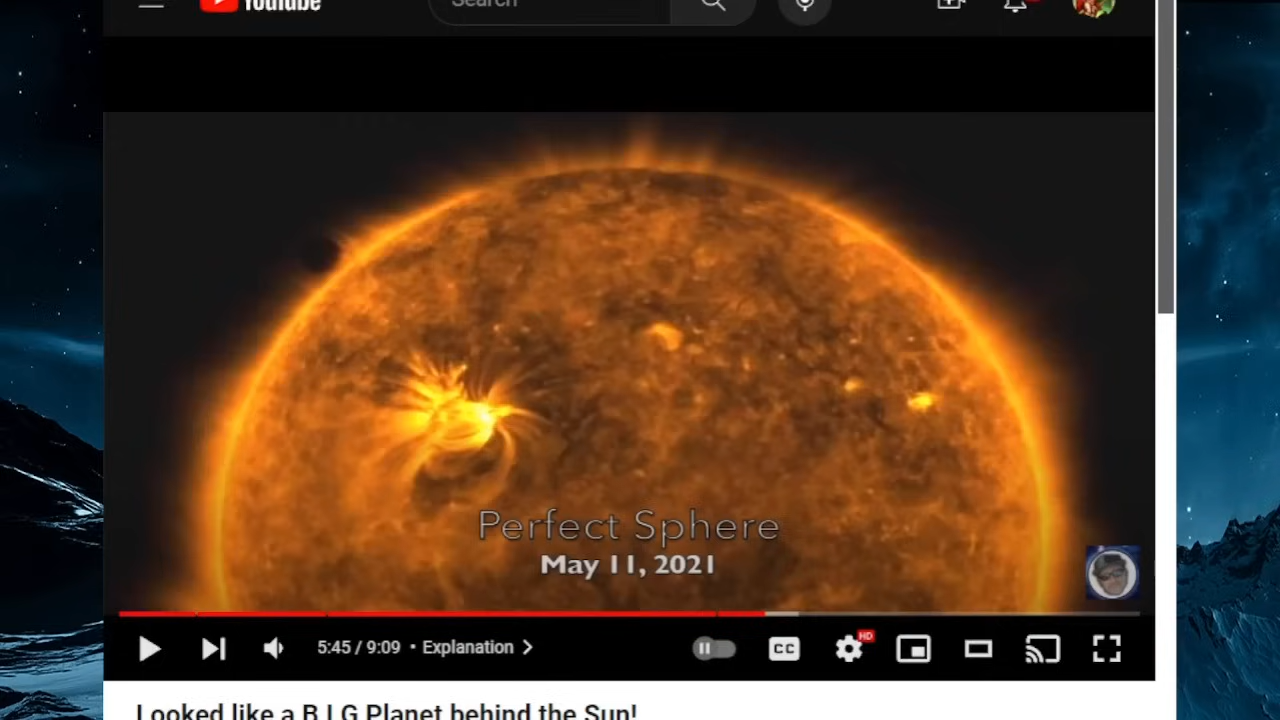 YouTube
Search
Perfect Sphere
May 11, 2021
5:45 / 9:09 • Explanation
CC
HD
Looked like a B I G Planet behind the Sun!